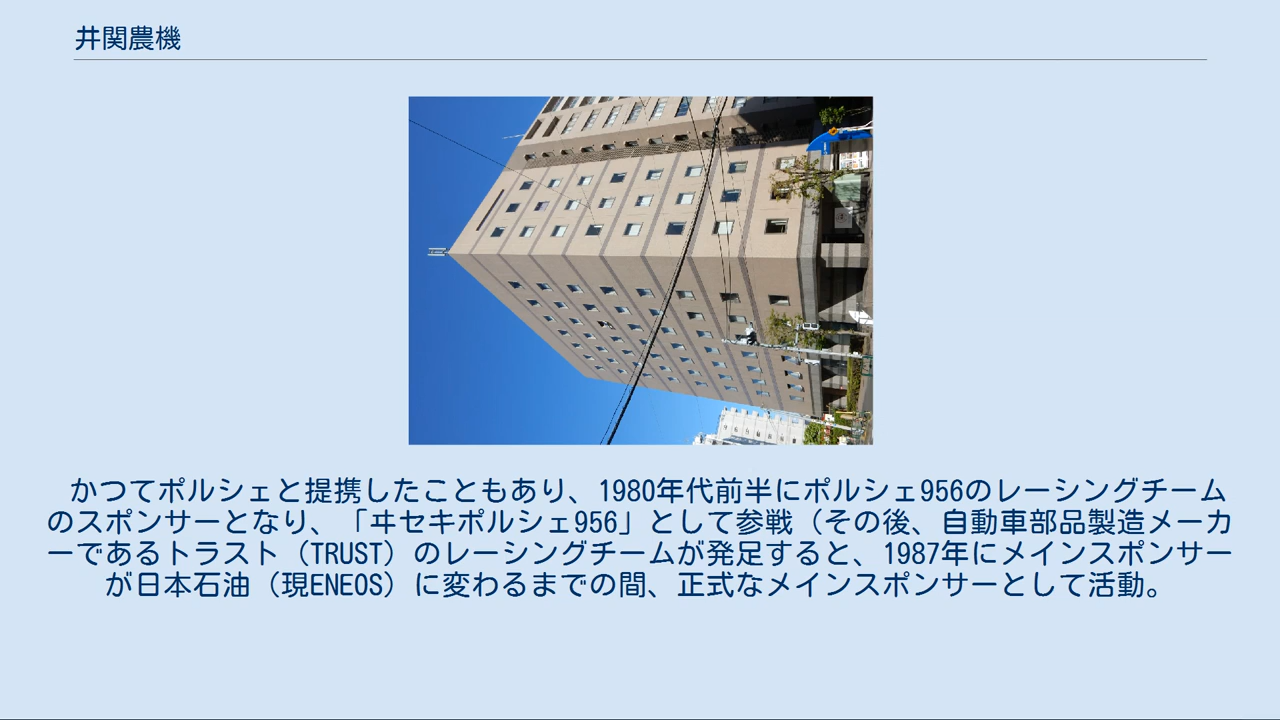 井関農機
かつてポルシェと提携したこともあり、1980年代前半にポルシェ956のレーシングチーム
のスポンサーとなり、「ヰセキポルシェ956」として参戦（その後、自動車部品製造メーカ
ーであるトラスト（TRUST）のレーシングチームが発足すると、1987年にメインスポンサー
が日本石油（現ENEOS）に変わるまでの間、正式なメインスポンサーとして活動。